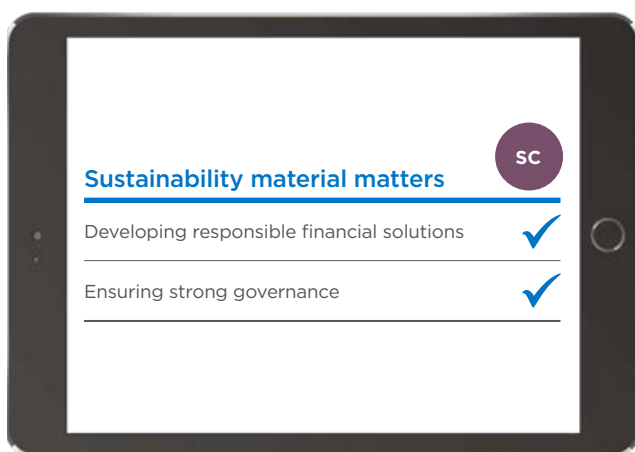 SC
Sustainability material matters
Developing responsible financial solutions
Ensuring strong governance